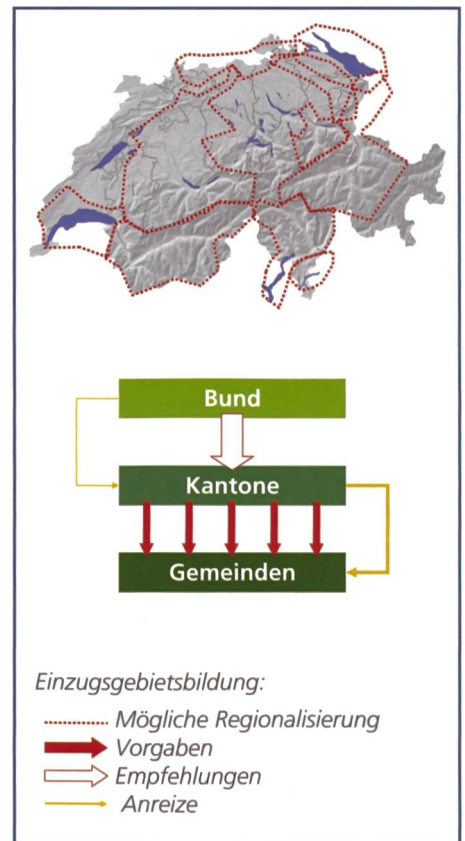 Bund
Kantone
Gemeinden
Einzugsgebietsbildung:
Mögliche Regionalisierung
Vorgaben
Empfehlungen
Anreize